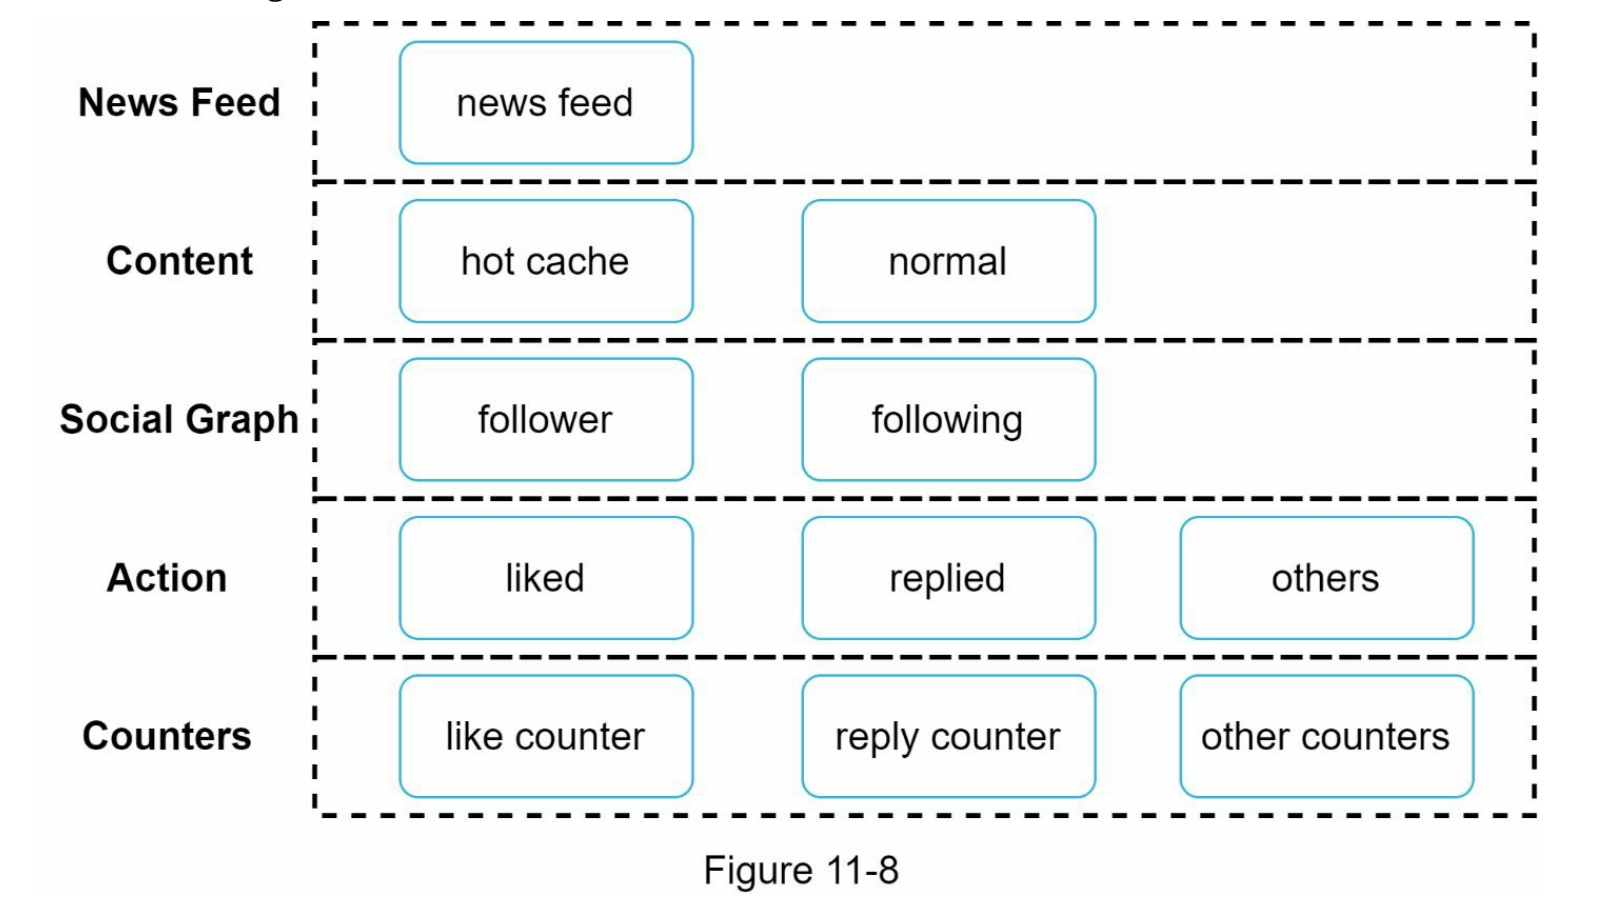 News Feed
news feed
Content
hot cache
normal
Social Graph
follower
following
Action
liked
replied
others
Counters
like counter
reply counter
other counters
Figure 11-8